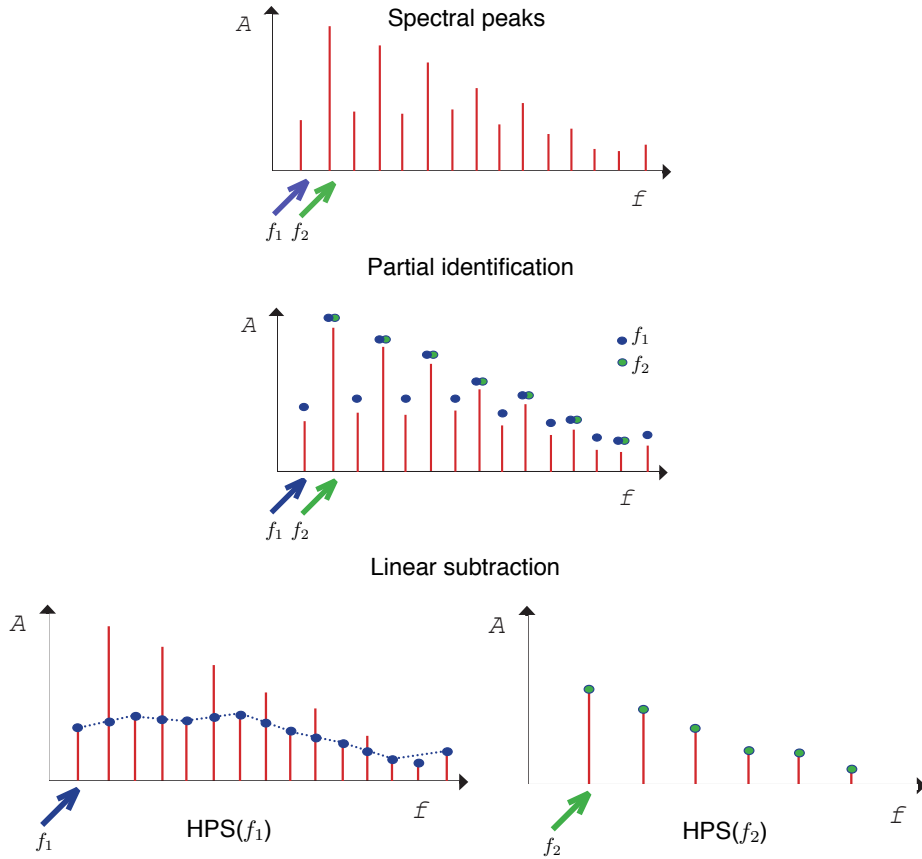 Spectral peaks
A
f
f1 f2
Partial identification
A
f1
f2
f
f1 f2
Linear subtraction
A
f
f1
HPS(f1)
A
f
f2
HPS(f2)